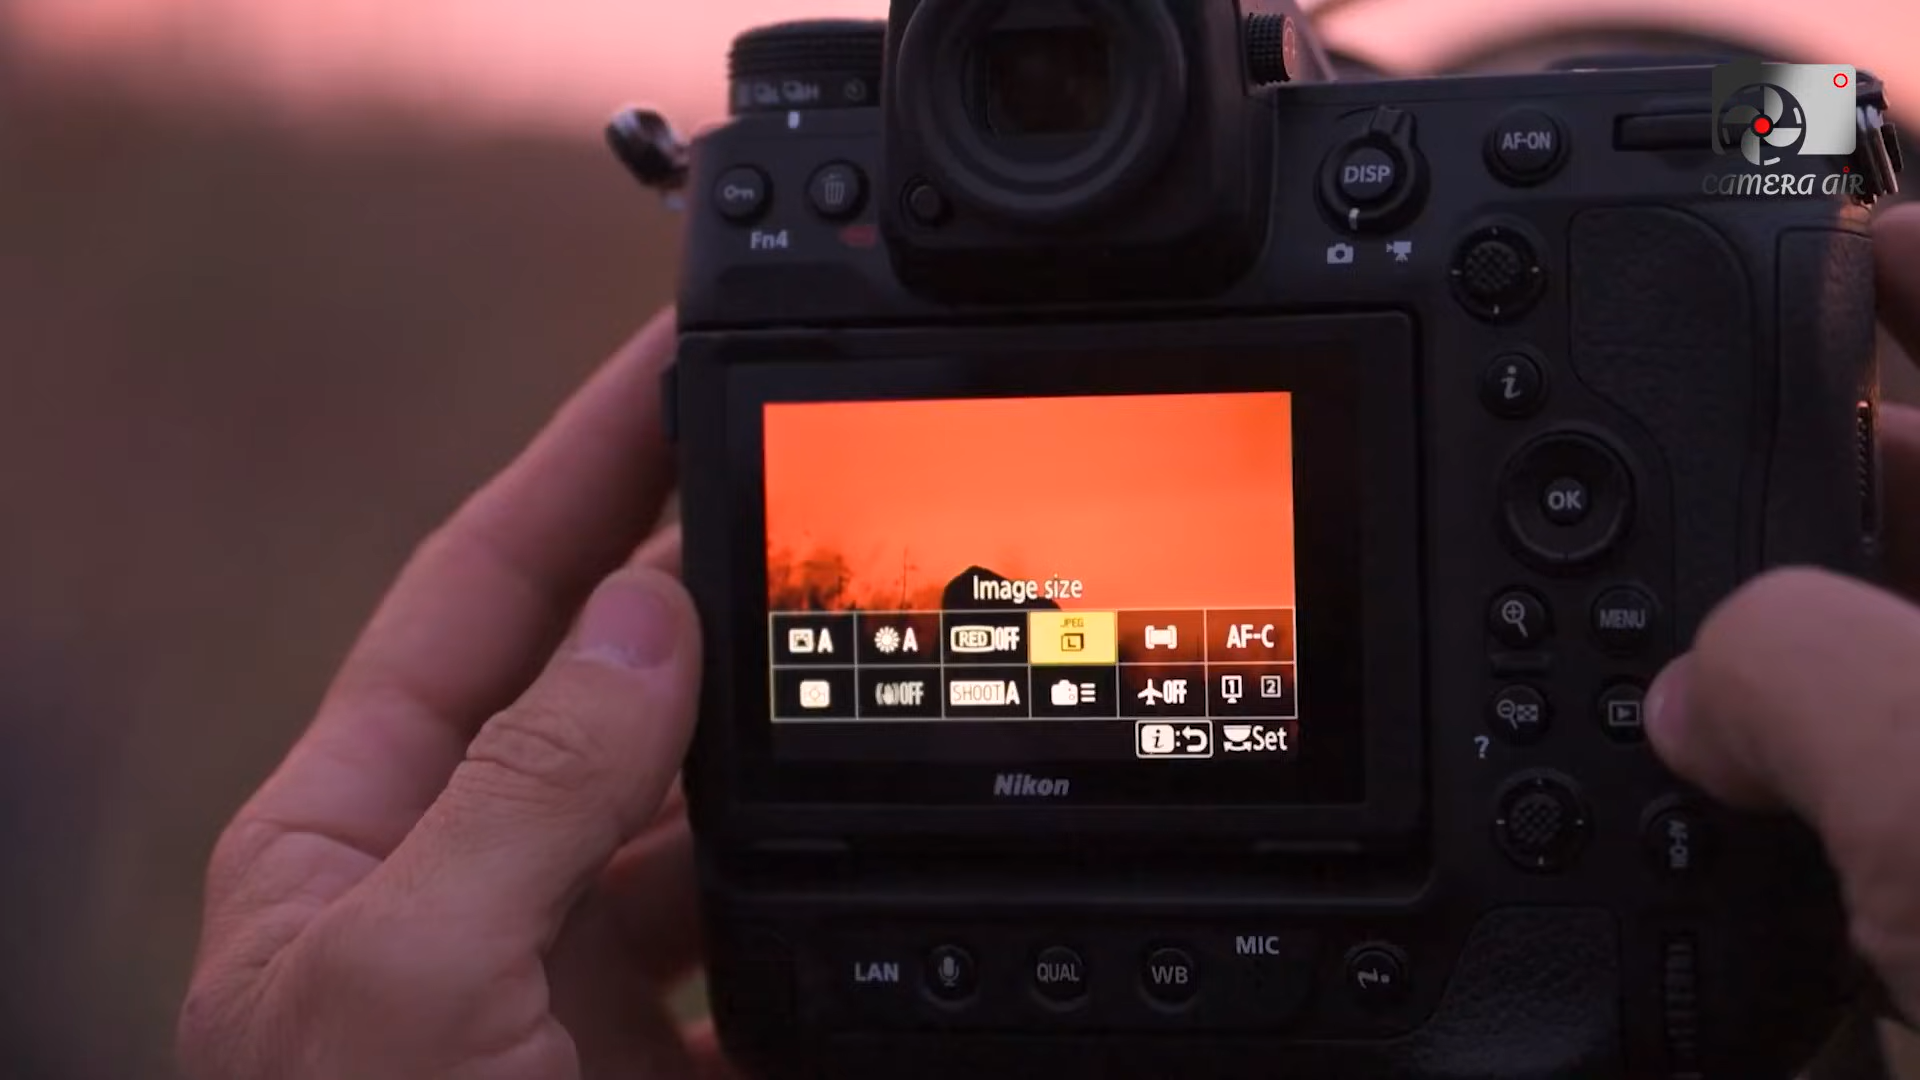 CAMERA AIR
DISP
AF-ON
Fn4
i
OK
Image size
A
A
RED OFF
JPEG
L
AF-C
OFF
SHOOT A
OFF
1
2
i:
Set
MENU
?
Nikon
AF-ON
LAN
QUAL
WB
MIC